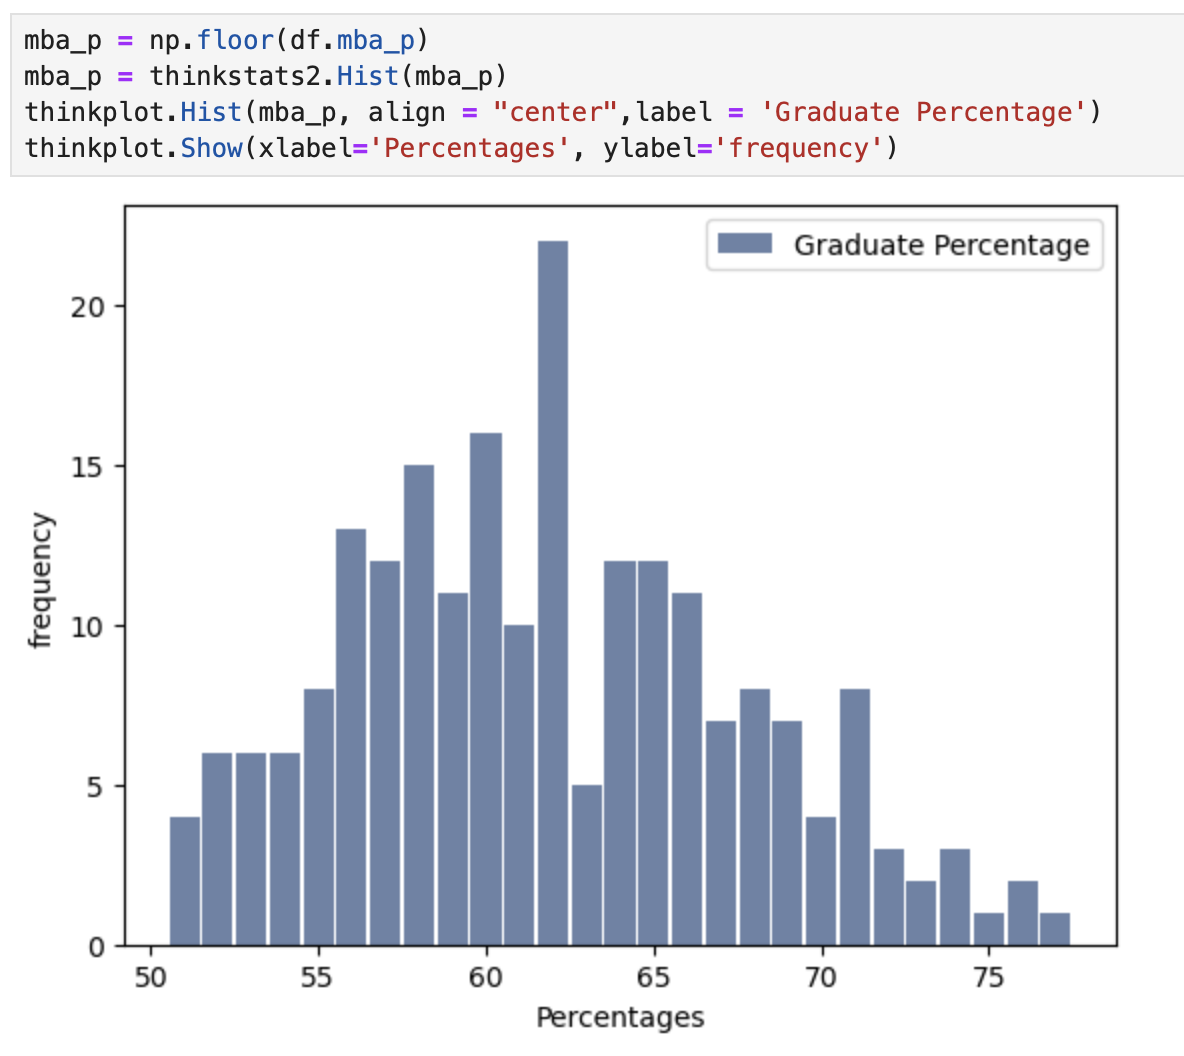 mba_p = np.floor(df.mba_p)
mba_p = thinkstats2.Hist(mba_p)
thinkplot.Hist(mba_p, align = "center",label = 'Graduate Percentage')
thinkplot.Show(xlabel='Percentages', ylabel='frequency')
Graduate Percentage
20
15
10
5
0
frequency
50 55 60 65 70 75
Percentages